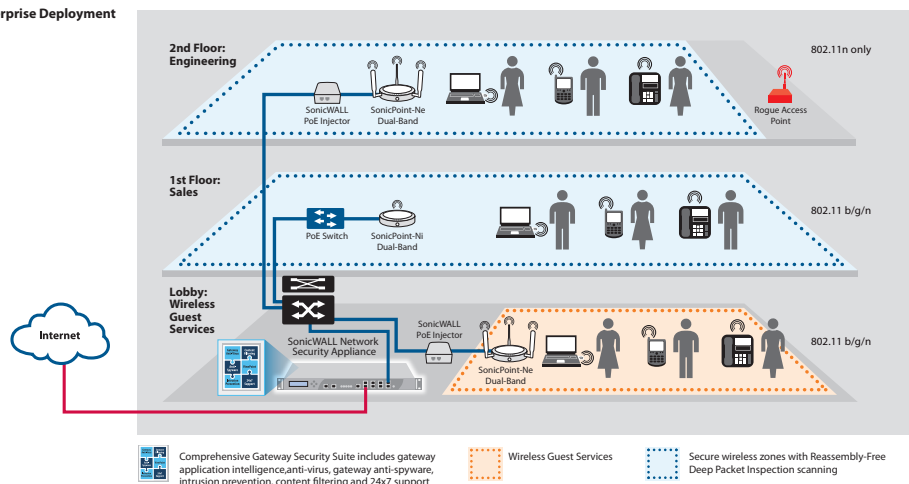 rprise Deployment
2nd Floor:
Engineering
802.11n only
SonicWALL
PoE Injector
SonicPoint-Ne
Dual-Band
Rogue Access
Point
1st Floor:
Sales
802.11 b/g/n
PoE Switch
SonicPoint-Ni
Dual-Band
Lobby:
Wireless
Guest
Services
Internet
SonicWALL Network
Security Appliance
SonicWALL
PoE Injector
SonicPoint-Ne
Dual-Band
802.11 b/g/n
Comprehensive Gateway Security Suite includes gateway
application intelligence,anti-virus, gateway anti-spyware,
intrusion prevention, content filtering and 24x7 support
Wireless Guest Services
Secure wireless zones with Reassembly-Free
Deep Packet Inspection scanning